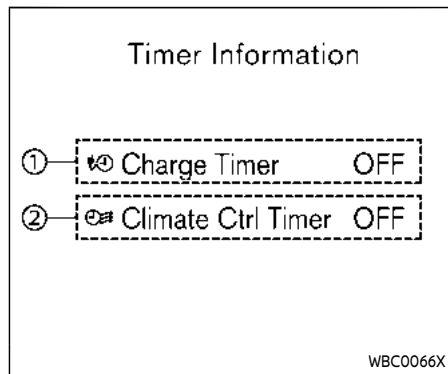 Timer Information
① Charge Timer OFF
② Climate Ctrl Timer OFF
WBC0066X